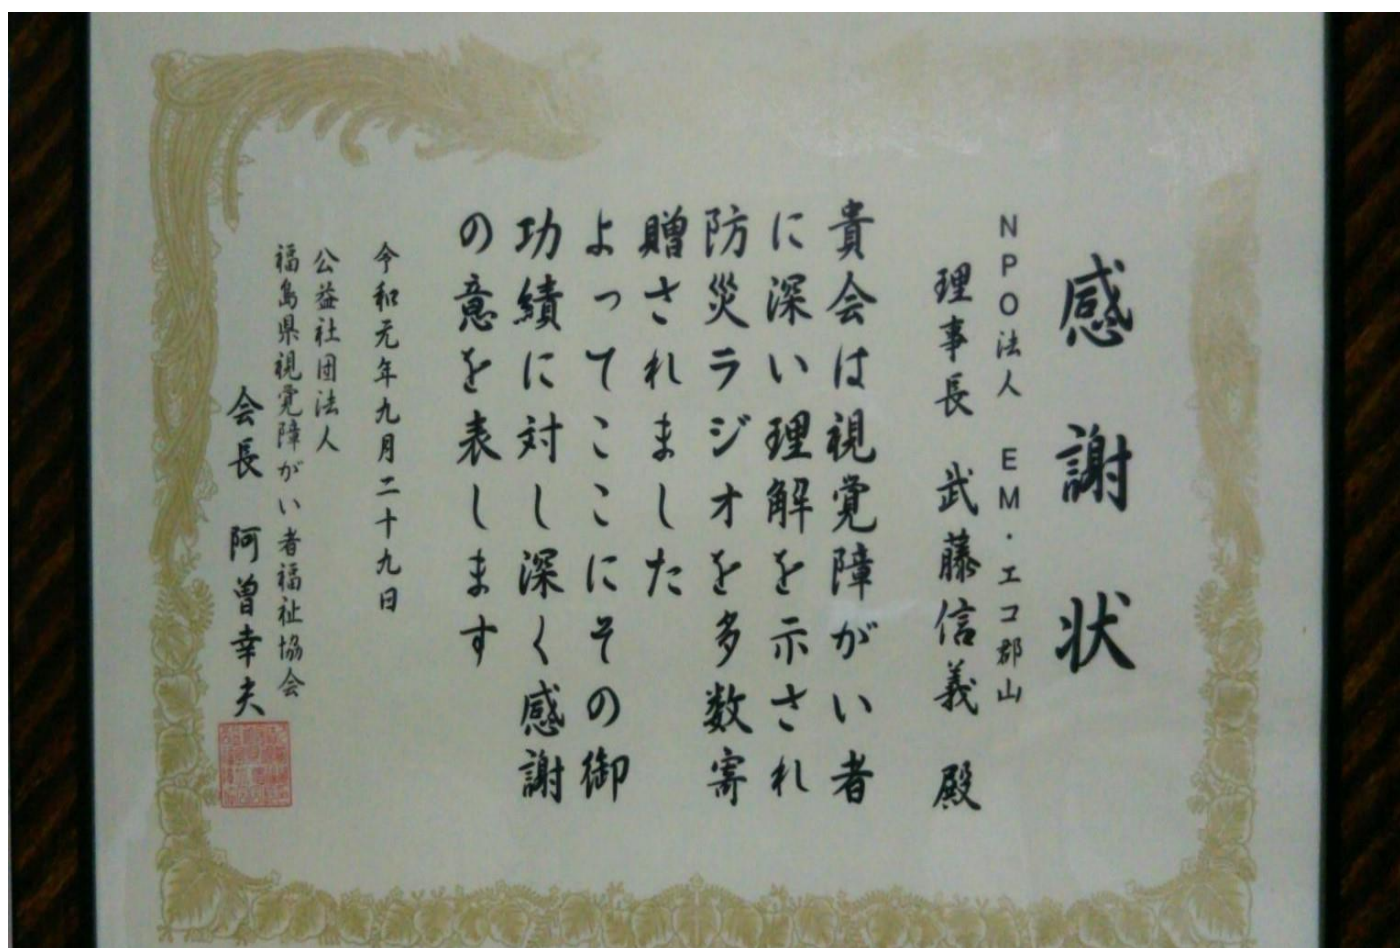 感謝状
NPO法人 EM・エコ郡山
理事長 武藤信義 殿
貴会は視覚障がい者
に深い理解を示され
防災ラジオを多数寄
贈されました
よってここにその御
功績に対し深く感謝
の意を表します
令和元年九月二十九日
公益社団法人
福島県視覚障がい者福祉協会
会長 阿曽幸夫